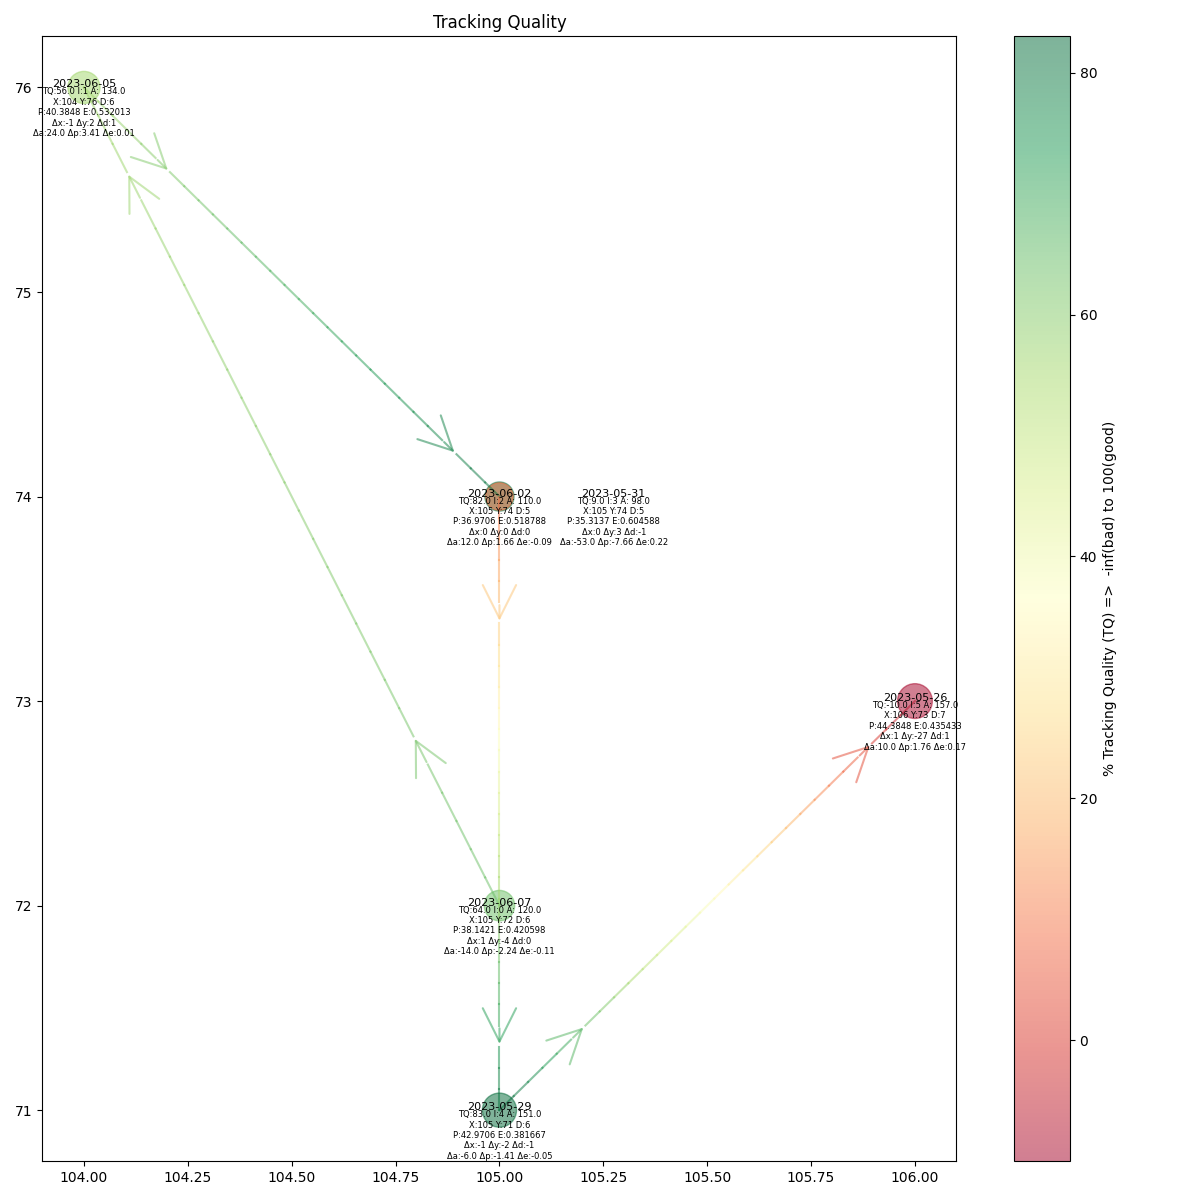 Tracking Quality
76
75
74
73
72
71
2023-06-05
TQ:56.0 I:1 A: 134.0
X:104 Y:76 D:6
P:40.3848 E:0.532013
Δx:-1 Δy:2 Δd:1
Δa:24.0 Δp:3.41 Δe:0.01
2023-06-02
TQ:82.0 I:2 A: 110.0
X:105 Y:74 D:5
P:36.9706 E:0.518788
Δx:0 Δy:0 Δd:0
Δa:12.0 Δp:1.66 Δe:-0.09
2023-05-31
TQ:9.0 I:3 A: 98.0
X:105 Y:74 D:5
P:35.3137 E:0.604588
Δx:0 Δy:3 Δd:-1
Δa:-53.0 Δp:-7.66 Δe:0.22
2023-05-26
TQ:-10.0 I:5 A: 157.0
X:106 Y:73 D:7
P:44.3848 E:0.435433
Δx:1 Δy:-27 Δd:1
Δa:10.0 Δp:1.76 Δe:0.17
2023-06-07
TQ:64.0 I:0 A: 120.0
X:105 Y:72 D:6
P:38.1421 E:0.420598
Δx:1 Δy:-4 Δd:0
Δa:-14.0 Δp:-2.24 Δe:-0.11
2023-05-29
TQ:83.0 I:4 A: 151.0
X:105 Y:71 D:6
P:42.9706 E:0.381667
Δx:-1 Δy:-2 Δd:-1
Δa:-6.0 Δp:-1.41 Δe:-0.05
104.00 104.25 104.50 104.75 105.00 105.25 105.50 105.75 106.00
80
60
40
20
0
% Tracking Quality (TQ) => -inf(bad) to 100(good)